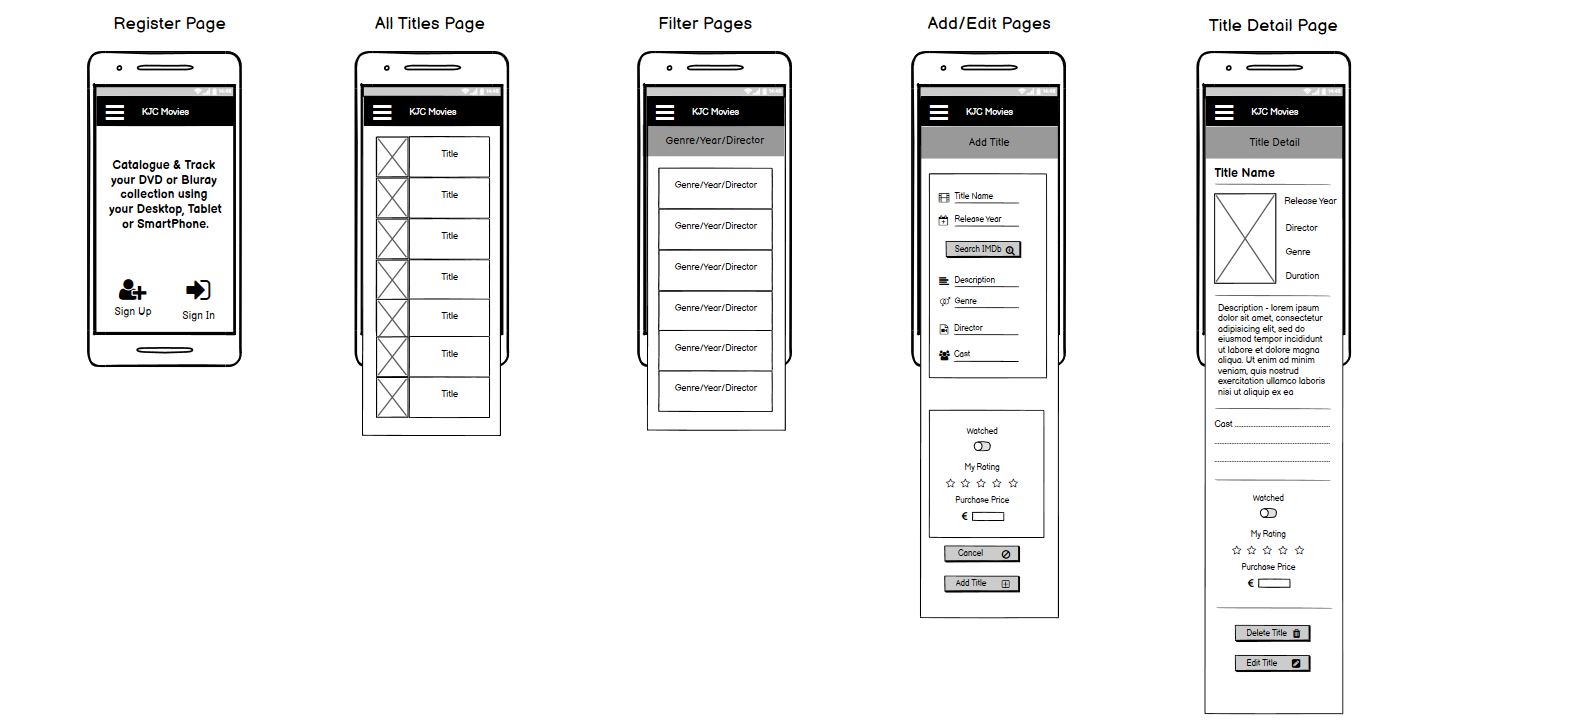 Register Page
KJC Movies
Catalogue & Track
your DVD or Bluray
collection using
your Desktop, Tablet
or SmartPhone.
Sign Up
Sign In
All Titles Page
KJC Movies
Title
Title
Title
Title
Title
Title
Title
Filter Pages
KJC Movies
Genre/Year/Director
Genre/Year/Director
Genre/Year/Director
Genre/Year/Director
Genre/Year/Director
Genre/Year/Director
Genre/Year/Director
Add/Edit Pages
KJC Movies
Add Title
Title Name
Release Year
Search IMDb
Description
Genre
Director
Cast
Watched
My Rating
Purchase Price
€
Cancel
Add Title
Title Detail Page
KJC Movies
Title Detail
Title Name
Release Year
Director
Genre
Duration
Description - lorem ipsum
dolor sit amet, consectetur
adipisicing elit, sed do
eiusmod tempor incididunt
ut labore et dolore magna
aliqua. Ut enim ad minim
veniam, quis nostrud
exercitation ullamco laboris
nisi ut aliquip ex ea
Cast
Watched
My Rating
Purchase Price
€
Delete Title
Edit Title